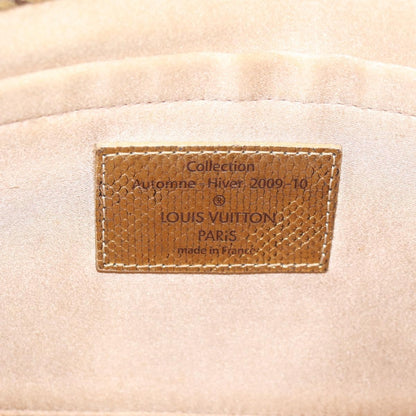 Collection
Automne . Hiver 2009-10
®
LOUIS VUITTON
PARIS
made in France